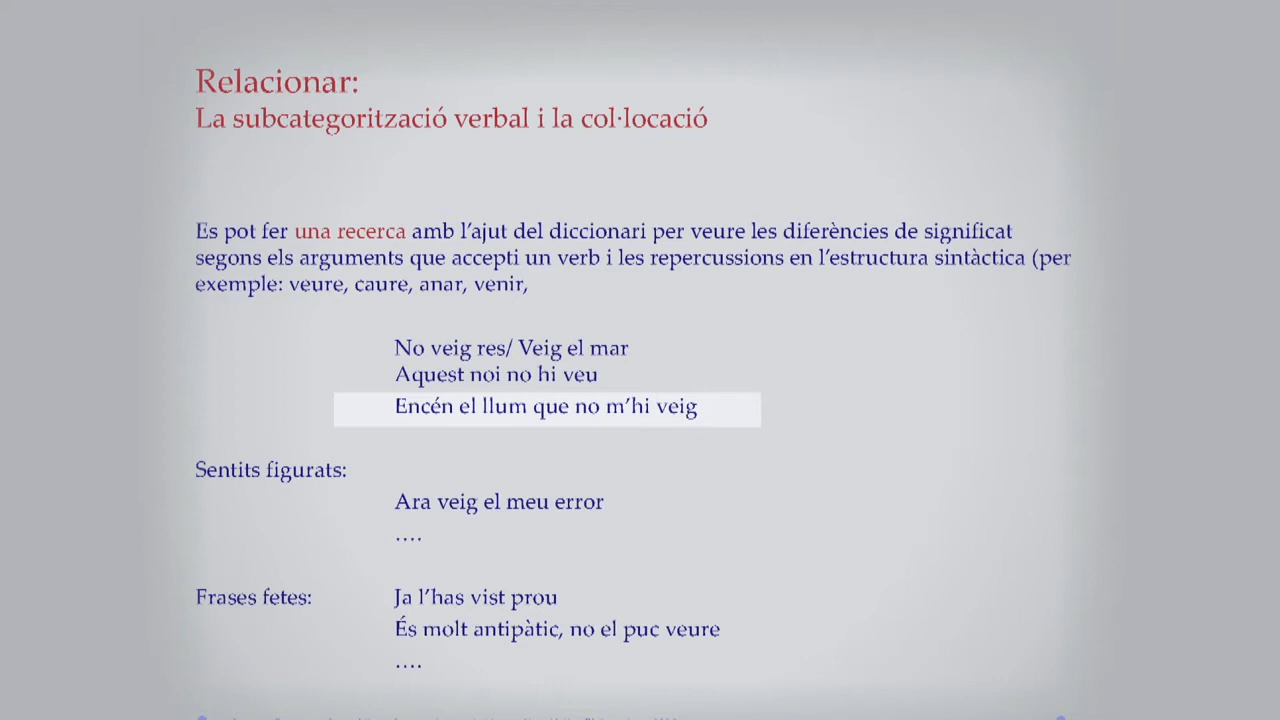 Relacionar:
La subcategorització verbal i la col·locació
Es pot fer una recerca amb l'ajut del diccionari per veure les diferències de significat
segons els arguments que accepti un verb i les repercussions en l'estructura sintàctica (per
exemple: veure, caure, anar, venir,
No veig res/ Veig el mar
Aquest noi no hi veu
Encén el llum que no m'hi veig
Sentits figurats:
Ara veig el meu error
....
Frases fetes:
Ja l'has vist prou
És molt antipàtic, no el puc veure
....